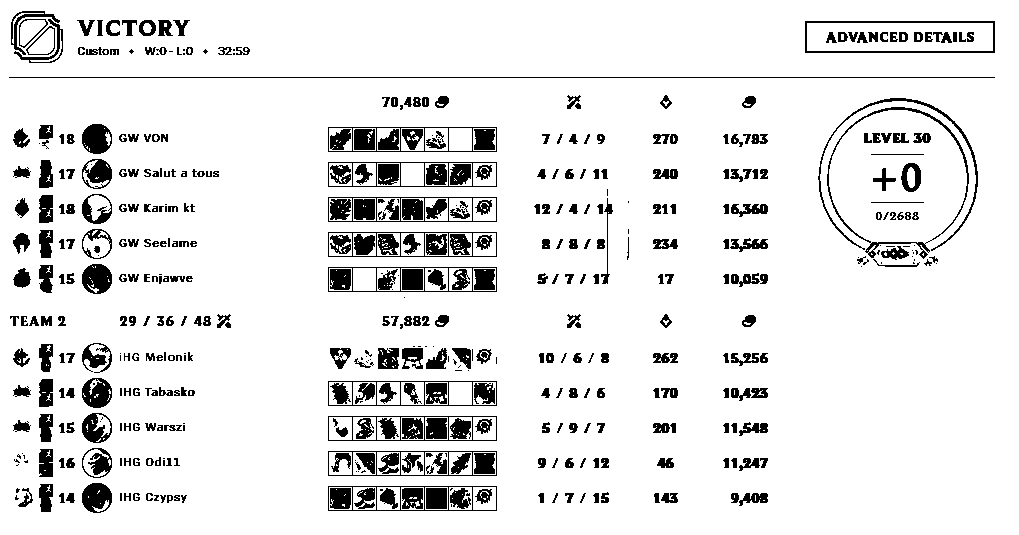 VICTORY
Custom • W:0 - L:0 • 32:59
ADVANCED DETAILS
70,480
18 GW VON 7 / 4 / 9 270 16,783
17 GW Salut a tous 4 / 6 / 11 240 13,712
18 GW Karim kt 12 / 4 / 14 211 16,360
17 GW Seelame 8 / 8 / 8 234 13,566
15 GW Enjawve 5 / 7 / 17 17 10,059
LEVEL 30
+0
0/2688
TEAM 2 29 / 36 / 48 57,882
17 IHG Melonik 10 / 6 / 8 262 15,256
14 IHG Tabasko 4 / 8 / 6 170 10,423
15 IHG Warszi 5 / 9 / 7 201 11,548
16 IHG Odi11 9 / 6 / 12 46 11,247
14 IHG Czypsy 1 / 7 / 15 143 9,408